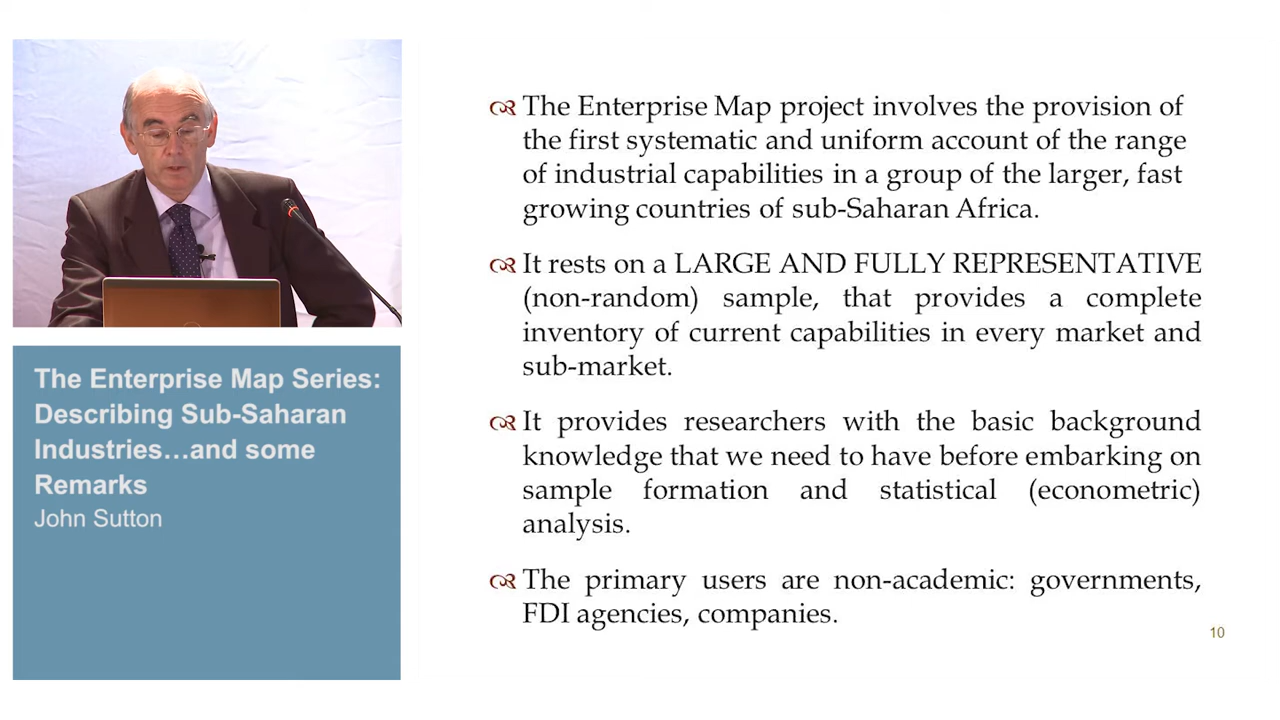 The Enterprise Map Series:
Describing Sub-Saharan
Industries…and some
Remarks
John Sutton
The Enterprise Map project involves the provision of
the first systematic and uniform account of the range
of industrial capabilities in a group of the larger, fast
growing countries of sub-Saharan Africa.
It rests on a LARGE AND FULLY REPRESENTATIVE
(non-random) sample, that provides a complete
inventory of current capabilities in every market and
sub-market.
It provides researchers with the basic background
knowledge that we need to have before embarking on
sample formation and statistical (econometric)
analysis.
The primary users are non-academic: governments,
FDI agencies, companies.
10